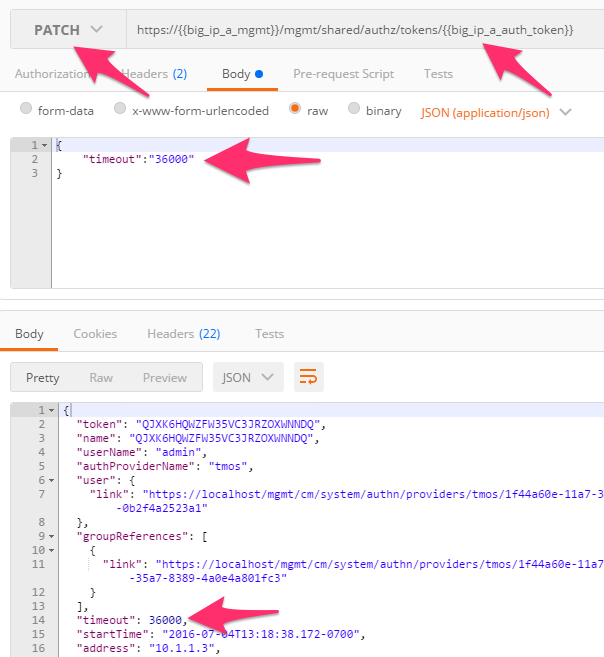 PATCH https://{{big_ip_a_mgmt}}/mgmt/shared/authz/tokens/{{big_ip_a_auth_token}}
Authorization Headers (2) Body Pre-request Script Tests
form-data x-www-form-urlencoded raw binary JSON (application/json)
1 {
2 "timeout":"36000"
3 }
Body Cookies Headers (22) Tests
Pretty Raw Preview JSON
1 {
2 "token": "QJXK6HQWZFW35VC3JRZOXWNNDQ",
3 "name": "QJXK6HQWZFW35VC3JRZOXWNNDQ",
4 "userName": "admin",
5 "authProviderName": "tmos",
6 "user": {
7 "link": "https://localhost/mgmt/cm/system/authn/providers/tmos/1f44a60e-11a7-3
-0b2f4a2523a1"
8 },
9 "groupReferences": [
10 {
11 "link": "https://localhost/mgmt/cm/system/authn/providers/tmos/1f44a60e-11a7
-35a7-8389-4a0e4a801fc3"
12 }
13 ],
14 "timeout": 36000,
15 "startTime": "2016-07-04T13:18:38.172-0700",
16 "address": "10.1.1.3",